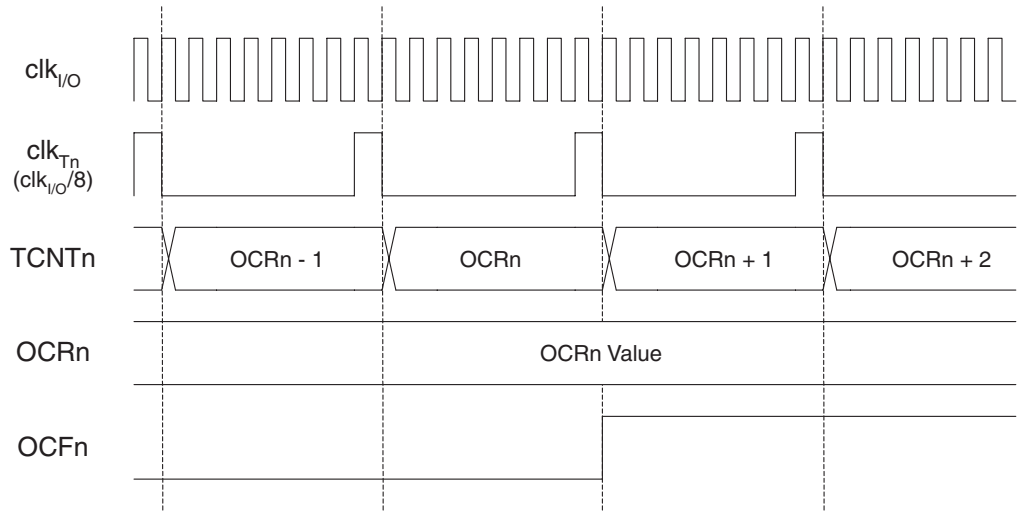 clkI/O
clkTn
(clkI/O/8)
TCNTn
OCRn - 1
OCRn
OCRn + 1
OCRn + 2
OCRn
OCRn Value
OCFn